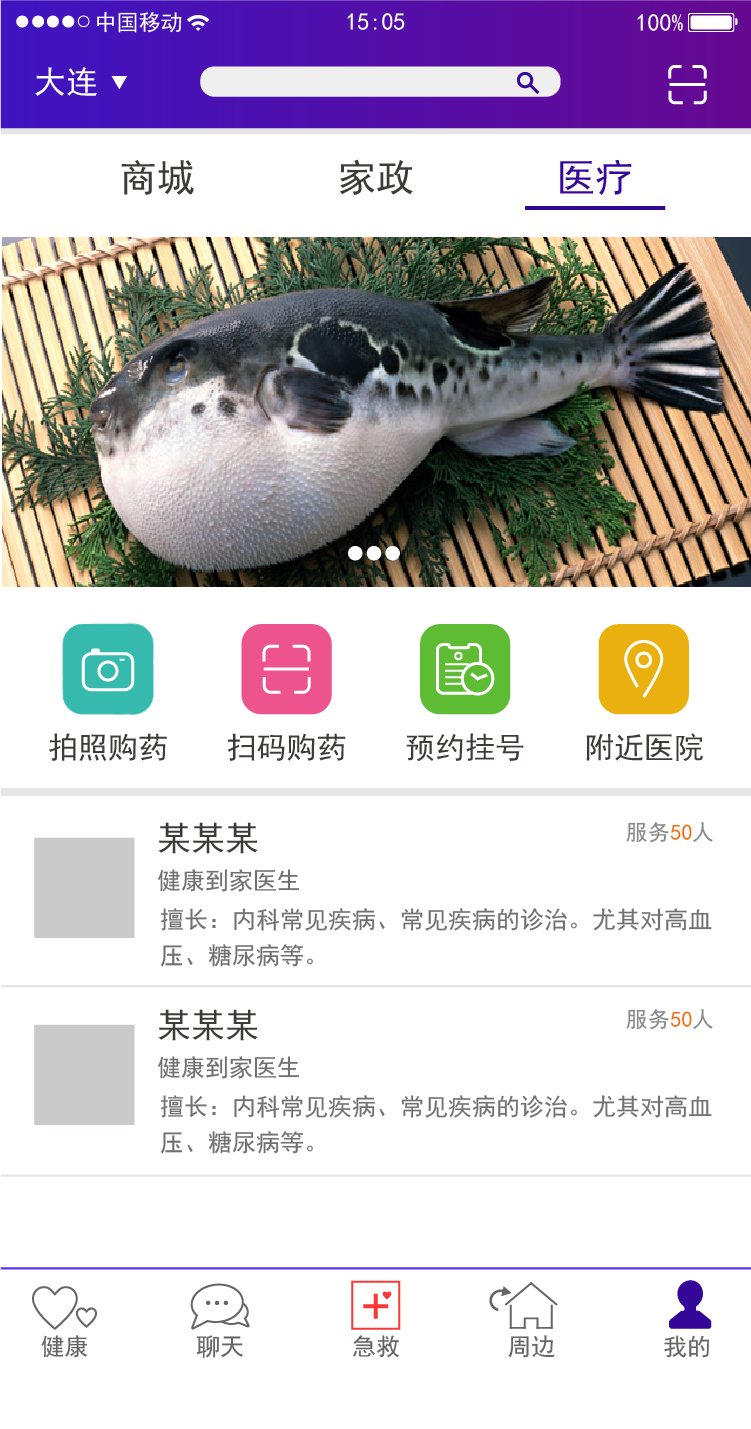 中国移动 15:05 100%
大连
商城 家政 医疗
拍照购药 扫码购药 预约挂号 附近医院
某某某 服务50人
健康到家医生
擅长：内科常见疾病、常见疾病的诊治。尤其对高血
压、糖尿病等。
某某某 服务50人
健康到家医生
擅长：内科常见疾病、常见疾病的诊治。尤其对高血
压、糖尿病等。
健康 聊天 急救 周边 我的